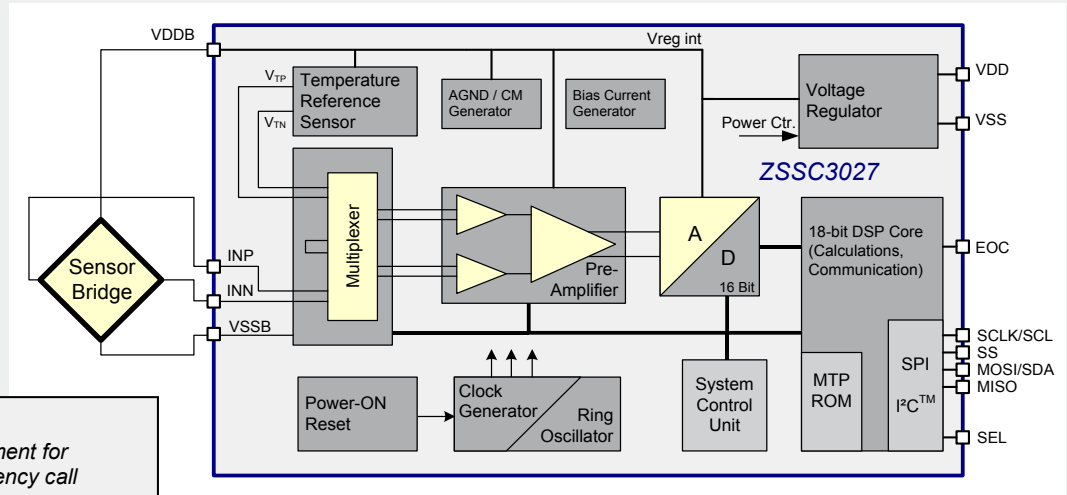 VDDB
Vreg int
VTP
VTN
Temperature
Reference
Sensor
AGND / CM
Generator
Bias Current
Generator
Voltage
Regulator
VDD
VSS
Power Ctr.
ZSSC3027
Multiplexer
Pre-
Amplifier
A
D
16 Bit
18-bit DSP Core
(Calculations,
Communication)
EOC
Sensor
Bridge
INP
INN
VSSB
Power-ON
Reset
Clock
Generator
Ring
Oscillator
System
Control
Unit
MTP
ROM
SPI
I²C™
SCLK/SCL
SS
MOSI/SDA
MISO
SEL
ment for
ency call